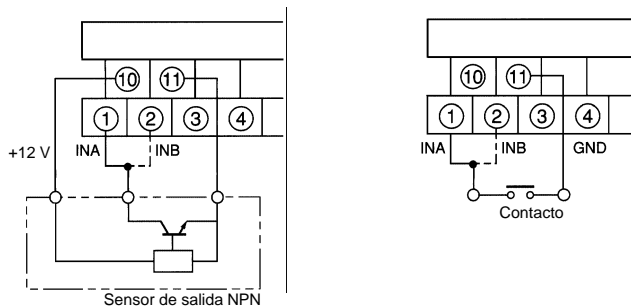 10 11
1 2 3 4
INA INB
+12 V
Sensor de salida NPN
10 11
1 2 3 4
INA INB GND
Contacto